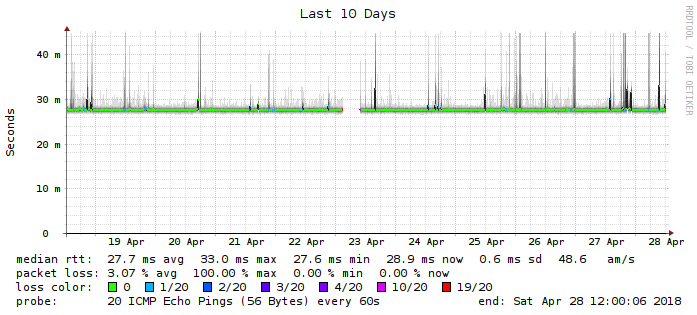 Last 10 Days
RRDTOOL / TOBI OETIKER
Seconds
40 m
30 m
20 m
10 m
0
19 Apr 20 Apr 21 Apr 22 Apr 23 Apr 24 Apr 25 Apr 26 Apr 27 Apr 28 Apr
median rtt: 27.7 ms avg 33.0 ms max 27.6 ms min 28.9 ms now 0.6 ms sd 48.6 am/s
packet loss: 3.07 % avg 100.00 % max 0.00 % min 0.00 % now
loss color: 0 1/20 2/20 3/20 4/20 10/20 19/20
probe: 20 ICMP Echo Pings (56 Bytes) every 60s end: Sat Apr 28 12:00:06 2018